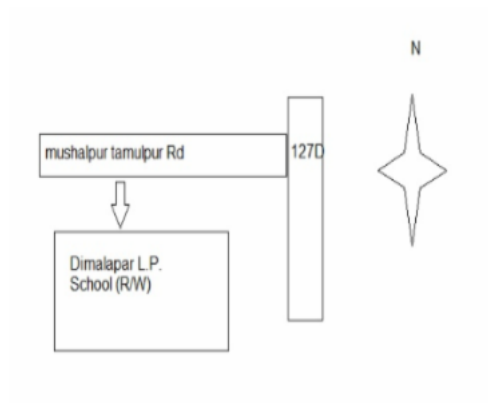 N
mushalpur tamulpur Rd
127D
Dimalapar L.P.
School (R/W)